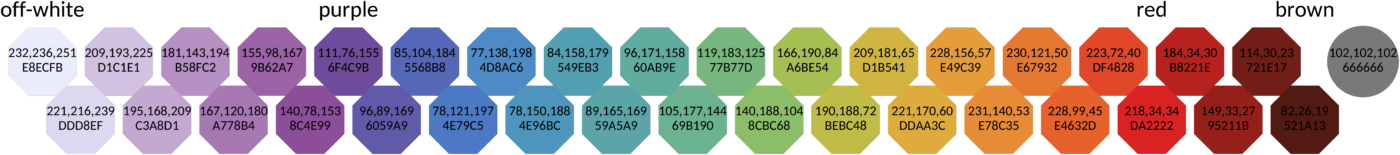 off-white purple red brown
232,236,251 209,193,225 181,143,194 155,98,167 111,76,155 85,104,184 77,138,198 84,158,179 96,171,158 119,183,125 166,190,84 209,181,65 228,156,57 230,121,50 223,72,40 184,34,30 114,30,23 102,102,102
E8ECFB D1C1E1 B58FC2 9B62A7 6F4C9B 5568B8 4D8AC6 549EB3 60AB9E 77B77D A6BE54 D1B541 E49C39 E67932 DF4828 B8221E 721E17 666666
221,216,239 195,168,209 167,120,180 140,78,153 96,89,169 78,121,197 78,150,188 89,165,169 105,177,144 140,188,104 190,188,72 221,170,60 231,140,53 228,99,45 218,34,34 149,33,27 82,26,19
DDD8EF C3A8D1 A778B4 8C4E99 6059A9 4E79C5 4E96BC 59A5A9 69B190 8CBC68 BEBC48 DDAA3C E78C35 E4632D DA2222 95211B 521A13